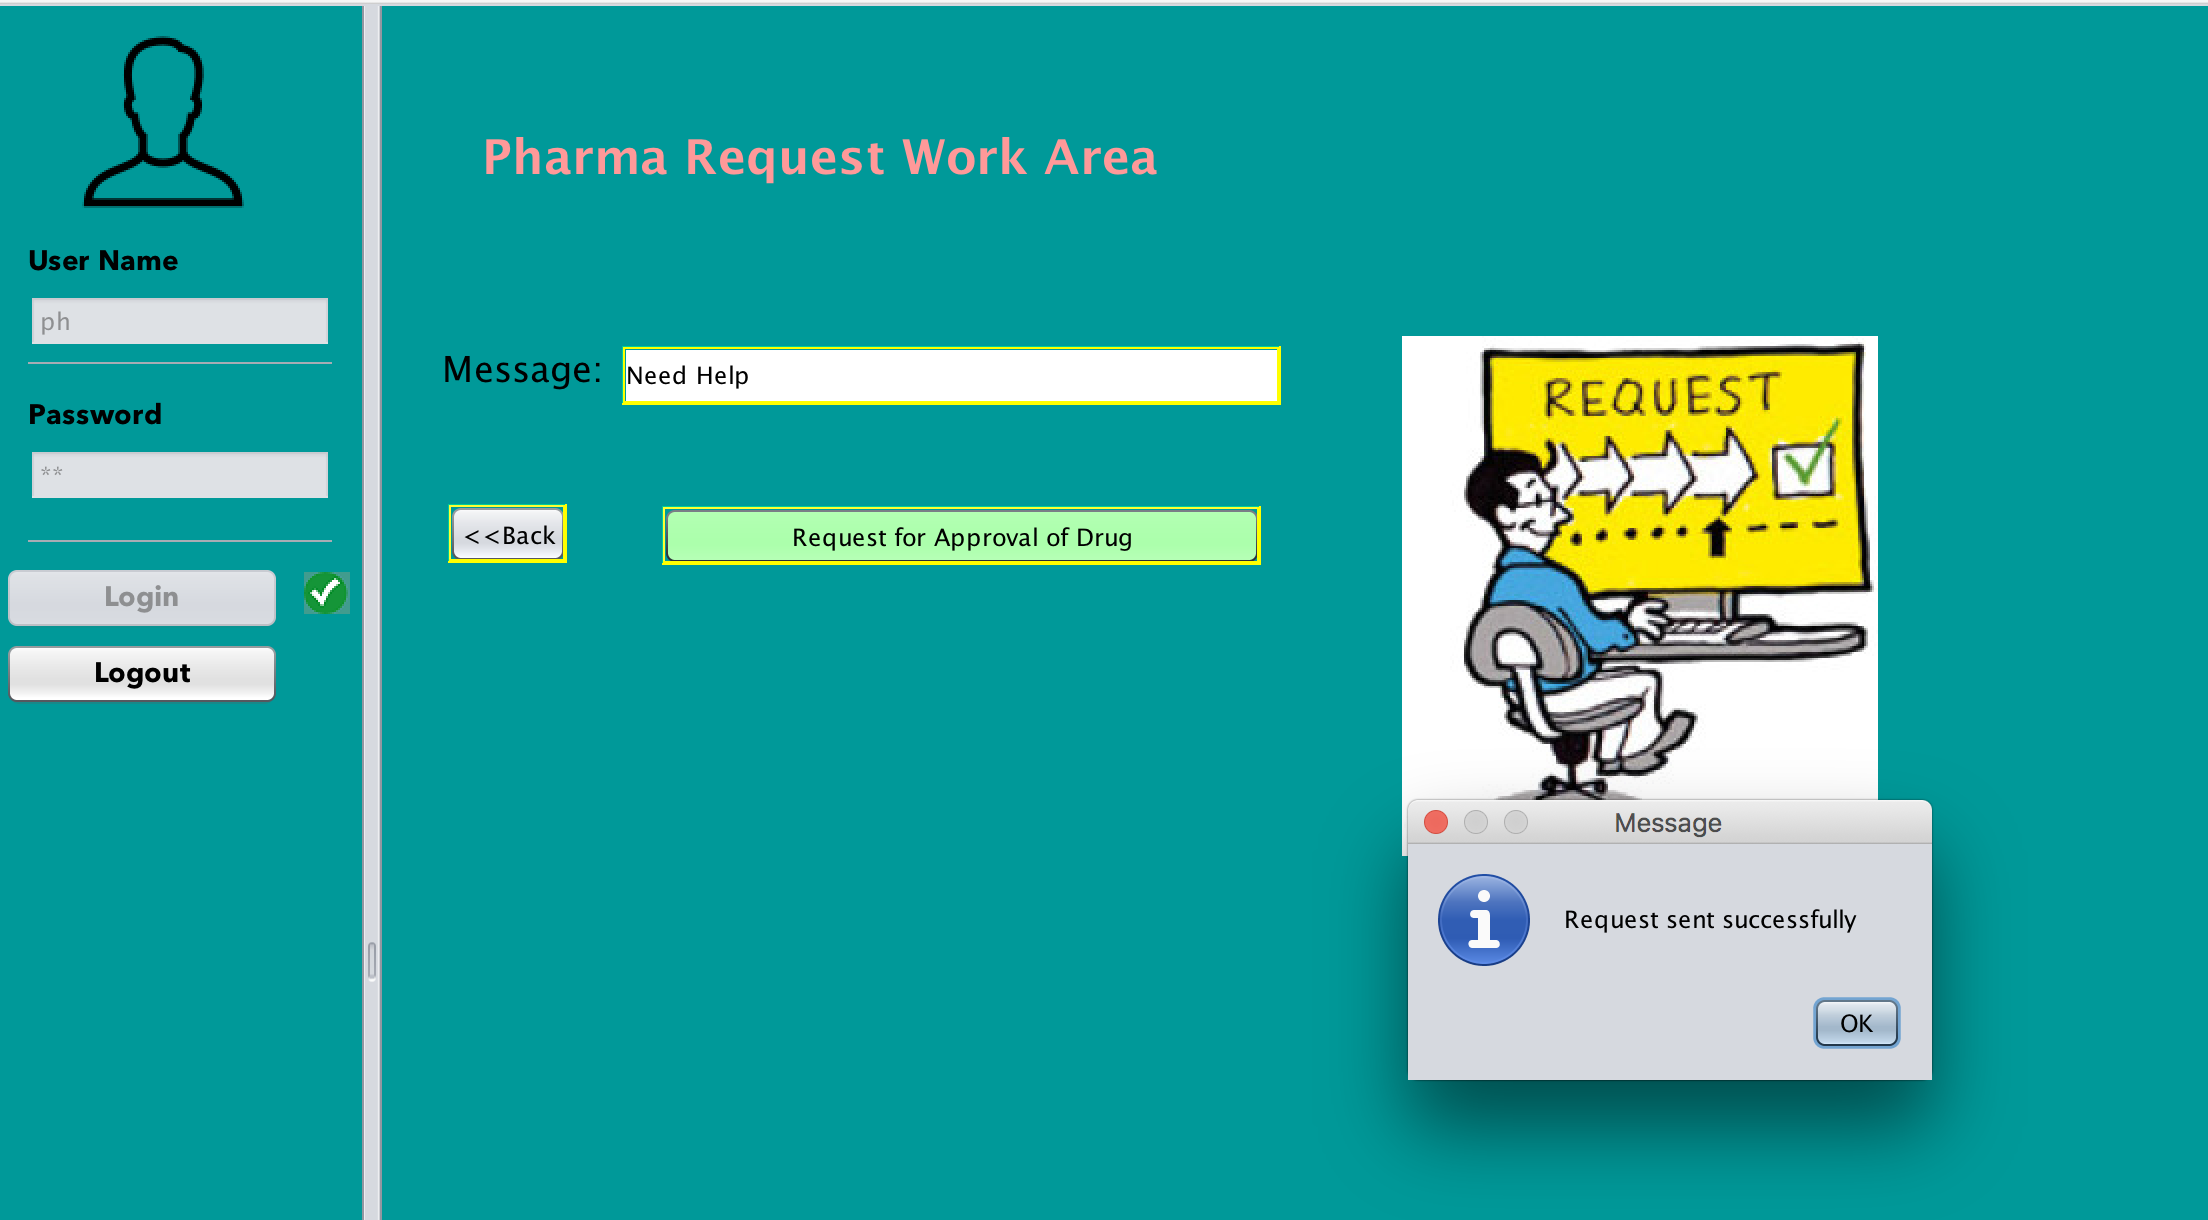 User Name
ph
Password
**
Login
Logout
Pharma Request Work Area
Message:
Need Help
<<Back
Request for Approval of Drug
REQUEST
Message
Request sent successfully
OK